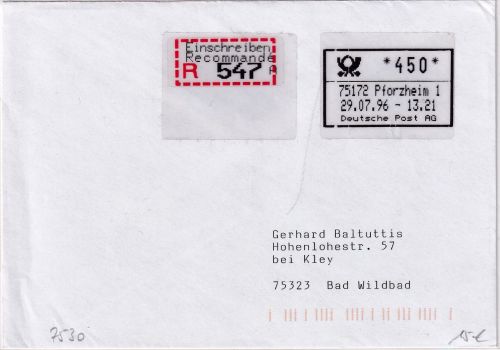 Einschreiben
Recommandé
R 547 A
*450*
75172 Pforzheim 1
29.07.96 - 13.21
Deutsche Post AG
Gerhard Baltuttis
Hohenlohestr. 57
bei Kley
75323 Bad Wildbad
7530
15.-€